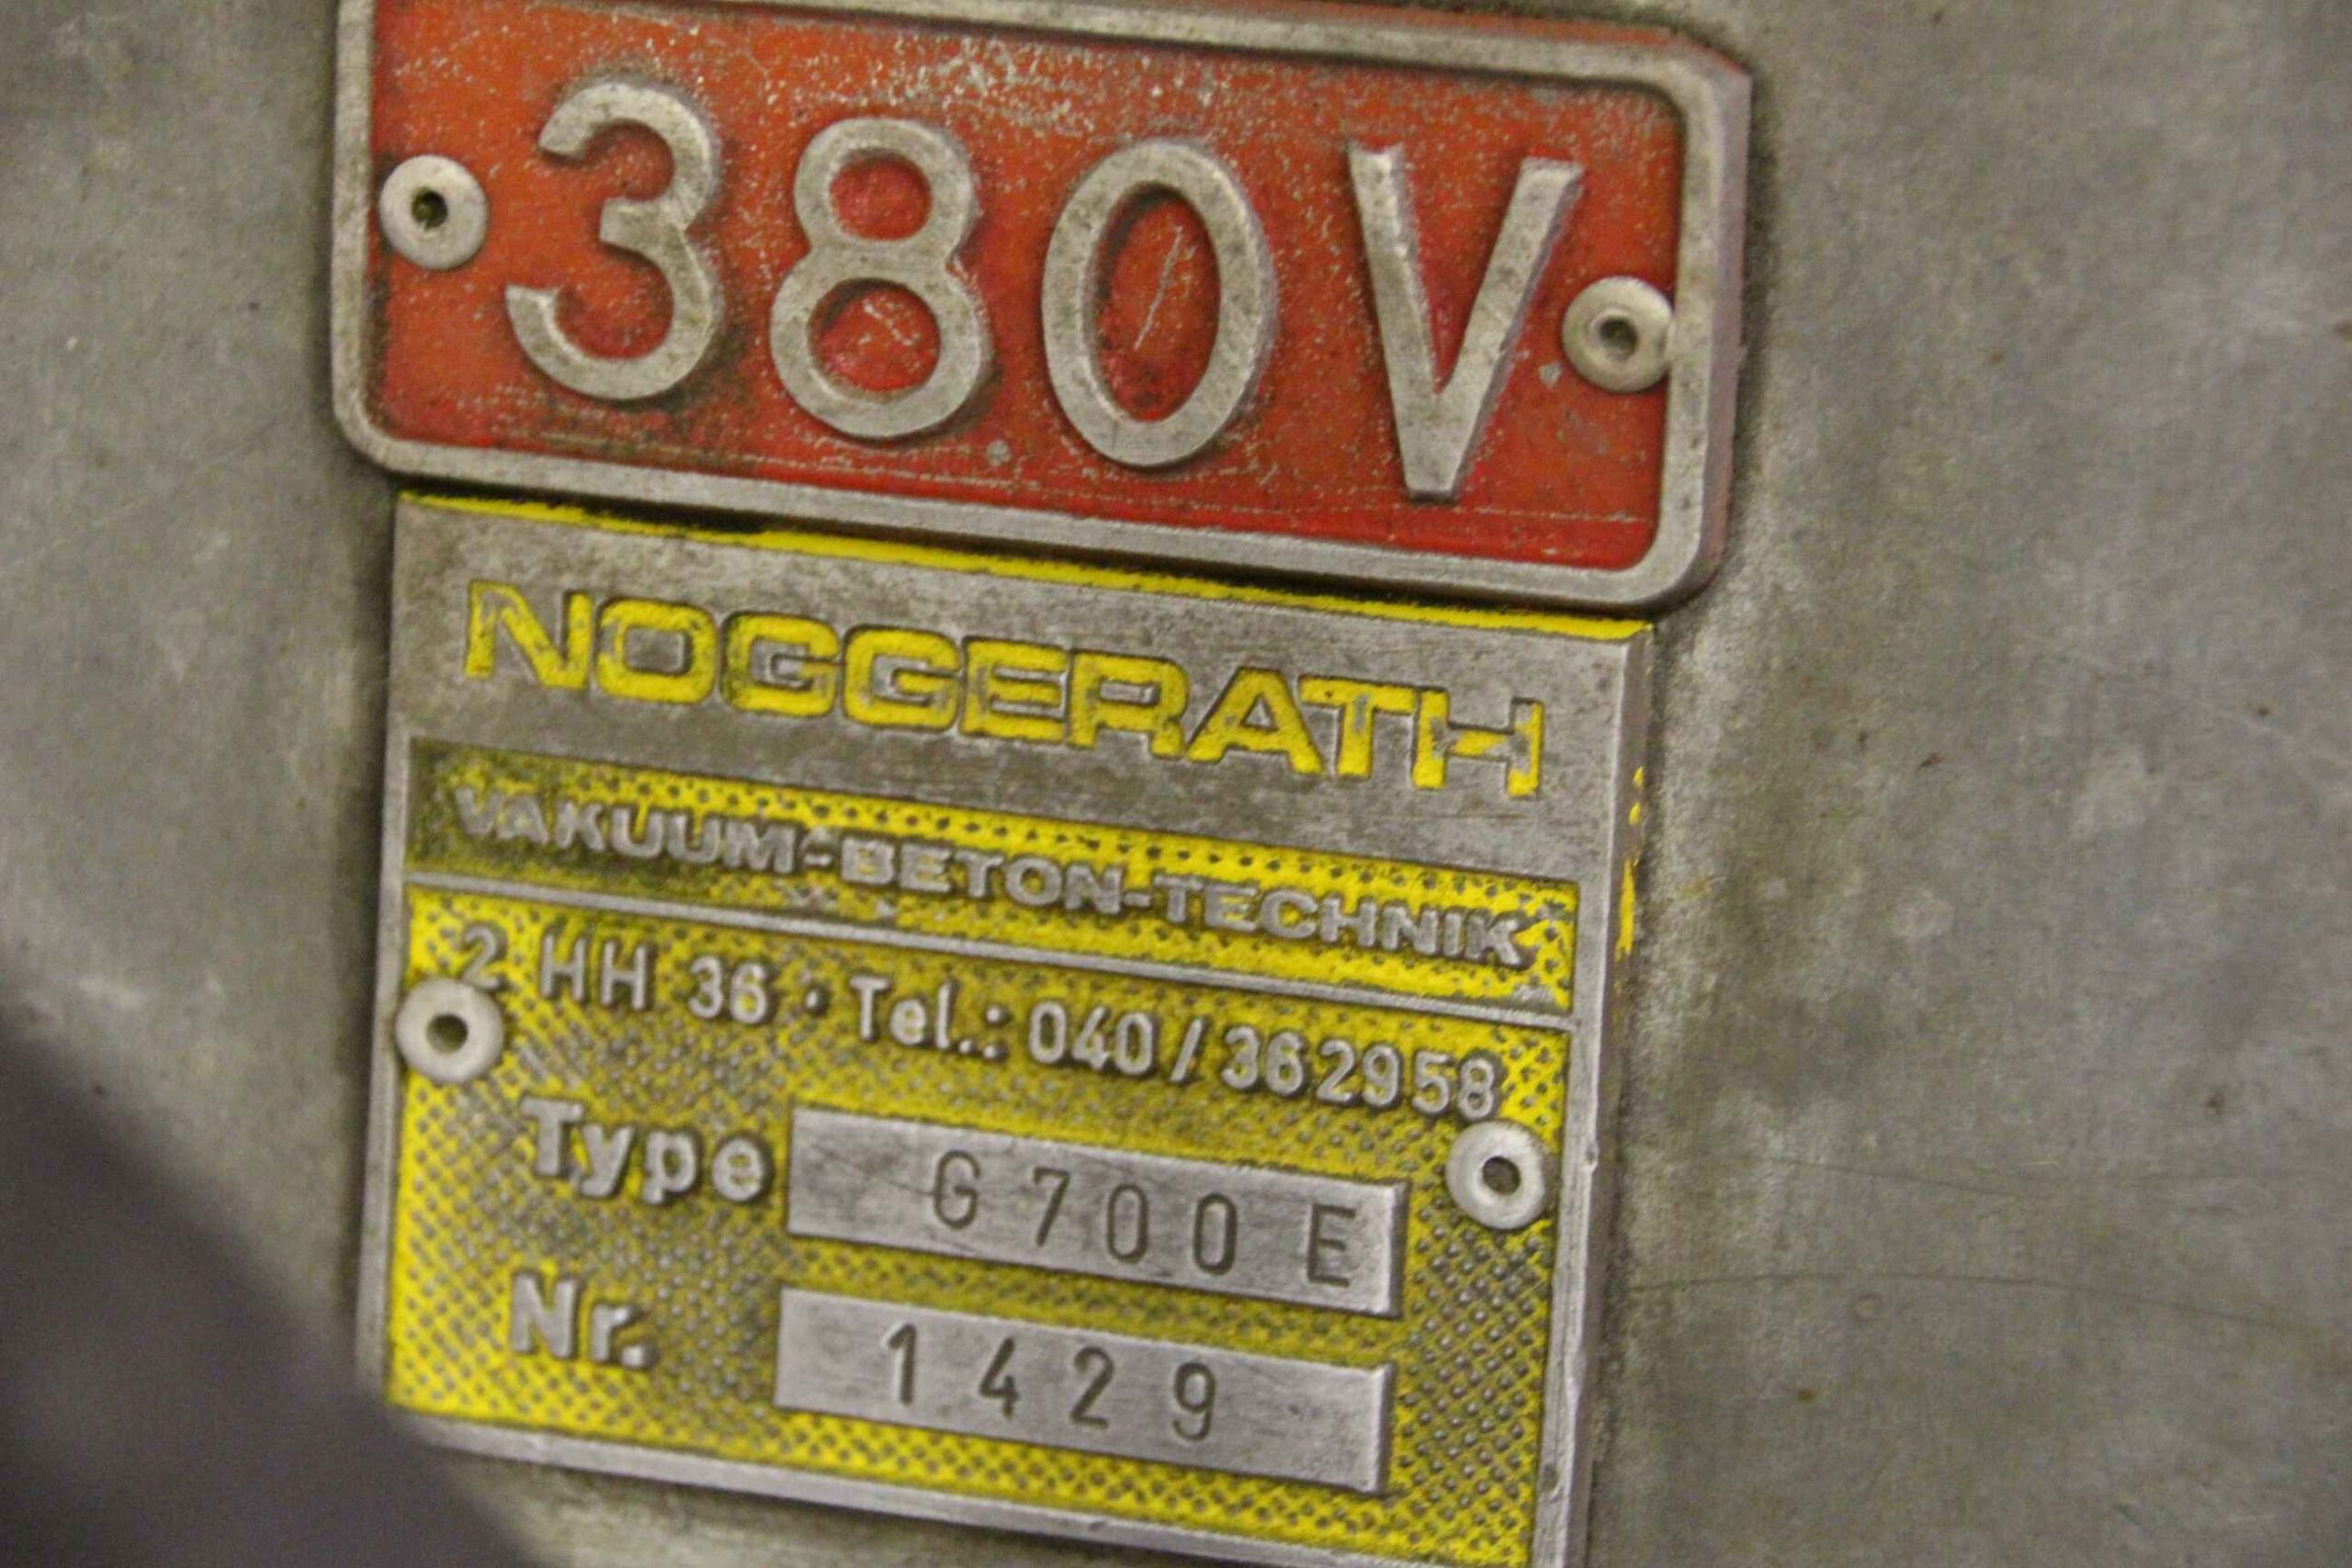 380V
NOGGERATH
VAKUUM-BETON-TECHNIK
2 HH 36 · Tel.: 040/362958
Type G700E
Nr. 1429